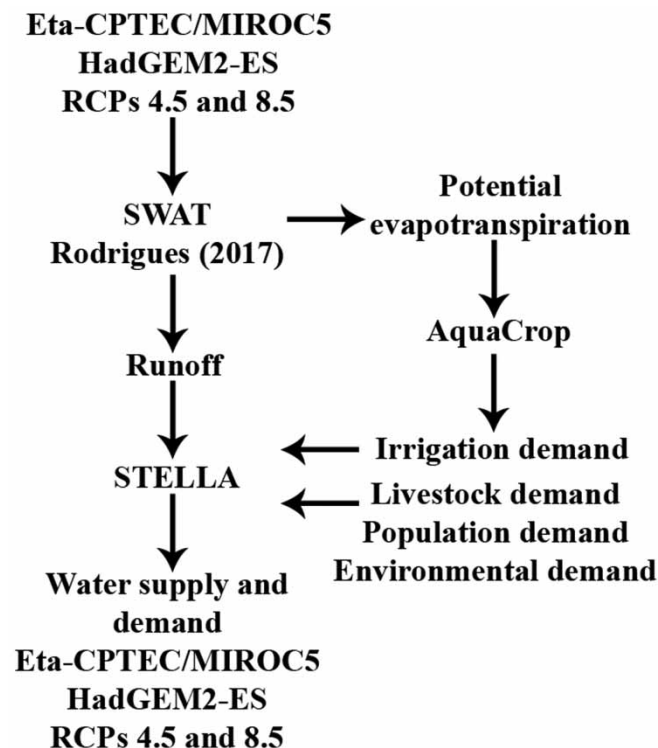 Eta-CPTEC/MIROC5
HadGEM2-ES
RCPs 4.5 and 8.5
SWAT
Rodrigues (2017)
Potential
evapotranspiration
Runoff
AquaCrop
STELLA
Irrigation demand
Livestock demand
Population demand
Environmental demand
Water supply and
demand
Eta-CPTEC/MIROC5
HadGEM2-ES
RCPs 4.5 and 8.5